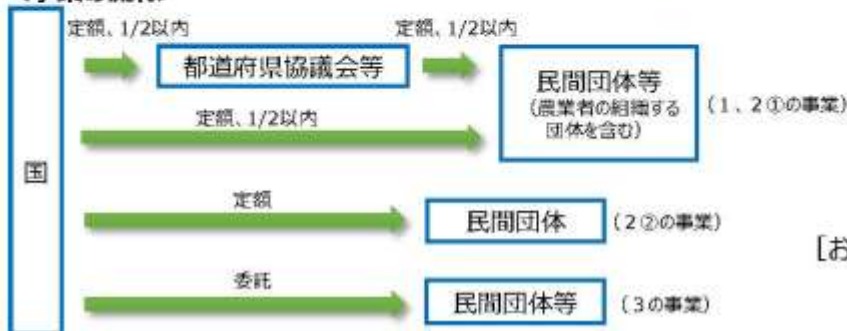 定額、1/2以内
定額、1/2以内
都道府県協議会等
民間団体等
（農業者の組織する
団体を含む）
（1、2①の事業）
定額、1/2以内
国
定額
民間団体
（2②の事業）
[お
委託
民間団体等
（3の事業）